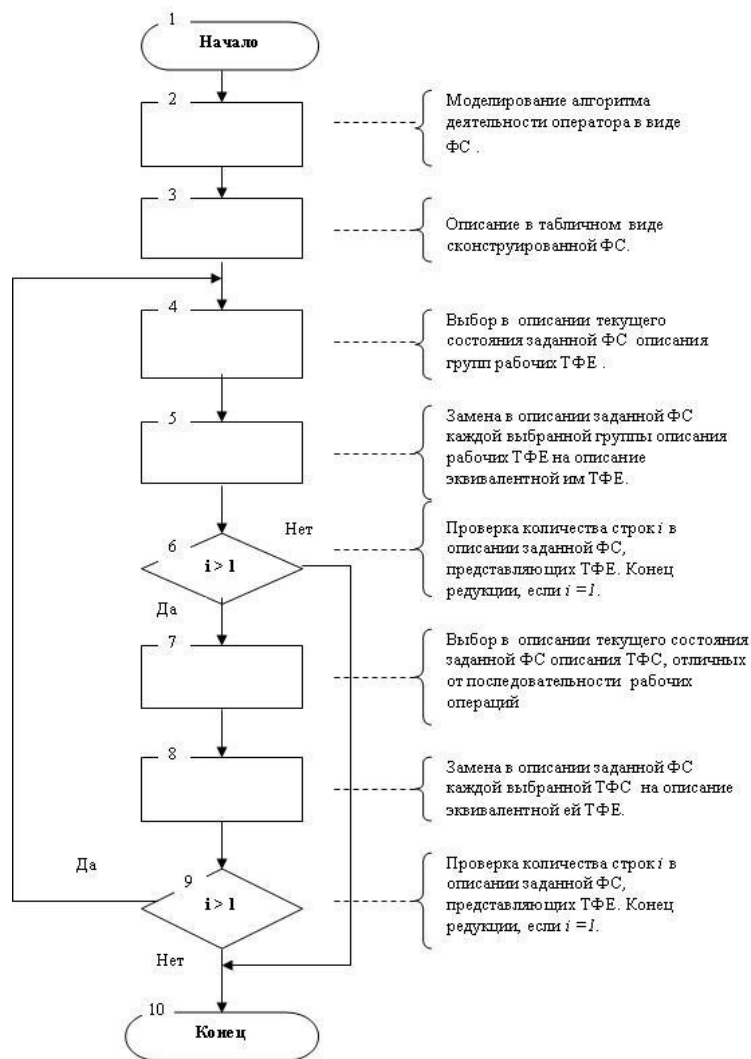 1
Начало
2
Моделирование алгоритма
деятельности оператора в виде
ФС .
3
Описание в табличном виде
сконструированной ФС.
4
Выбор в описании текущего
состояния заданной ФС описания
групп рабочих ТФЕ .
5
Замена в описании заданной ФС
каждой выбранной группы описания
рабочих ТФЕ на описание
эквивалентной им ТФЕ.
6
i > 1
Нет
Да
Проверка количества строк i в
описании заданной ФС,
представляющих ТФЕ. Конец
редукции, если i =1.
7
Выбор в описании текущего состояния
заданной ФС описания ТФС, отличных
от последовательности рабочих
операций
8
Замена в описании заданной ФС
каждой выбранной ТФС на описание
эквивалентной ей ТФЕ.
Да
9
i > 1
Нет
Проверка количества строк i в
описании заданной ФС,
представляющих ТФЕ. Конец
редукции, если i =1.
10
Конец